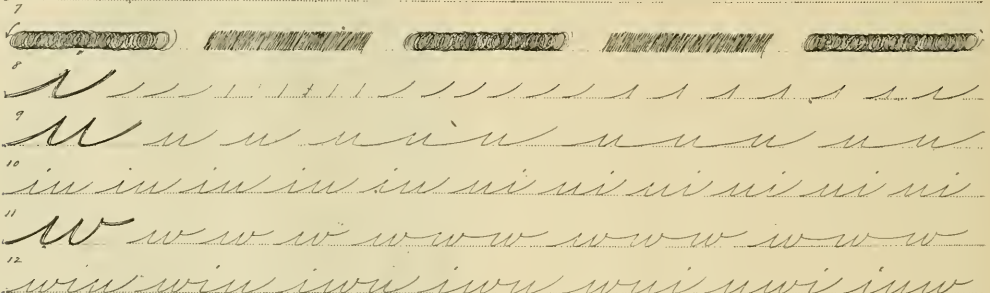 7
8
9 u u u u u u u u u u u
10 iu iu iu iu iu ui ui ui ui ui ui
11 w w w w w w w w w w w w w
12 wiu wiu iwu iwu wui uwi iuw